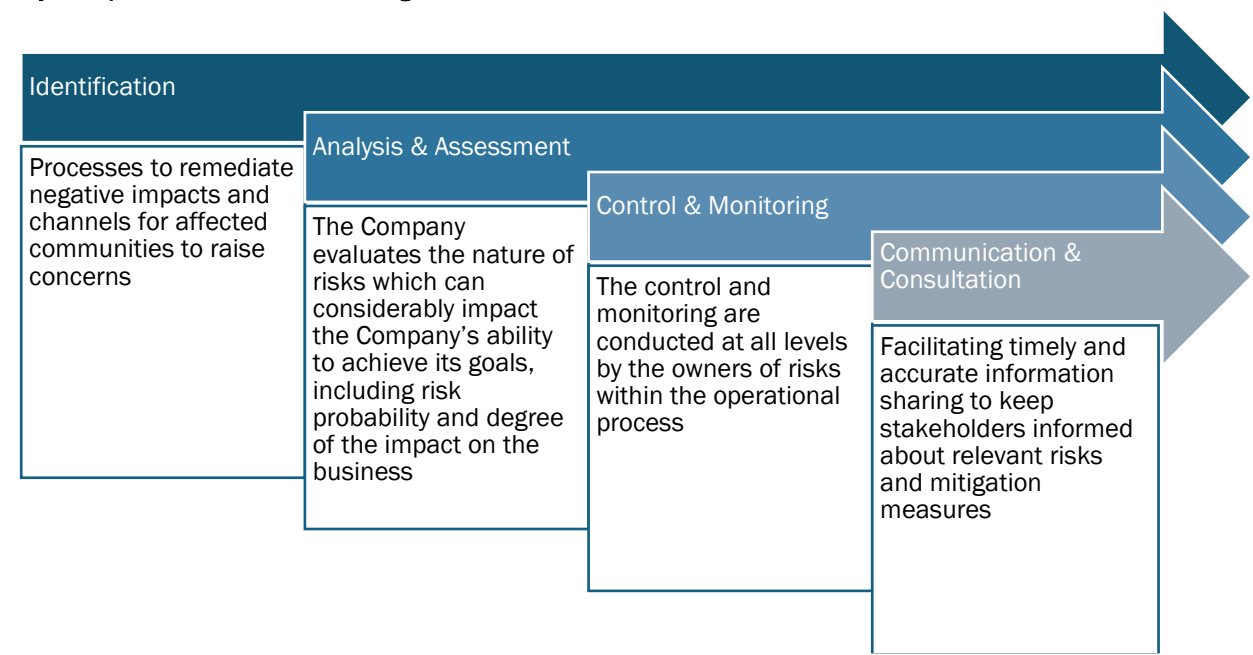 Identification
Processes to remediate
negative impacts and
channels for affected
communities to raise
concerns
Analysis & Assessment
The Company
evaluates the nature of
risks which can
considerably impact
the Company's ability
to achieve its goals,
including risk
probability and degree
of the impact on the
business
Control & Monitoring
The control and
monitoring are
conducted at all levels
by the owners of risks
within the operational
process
Communication &
Consultation
Facilitating timely and
accurate information
sharing to keep
stakeholders informed
about relevant risks
and mitigation
measures